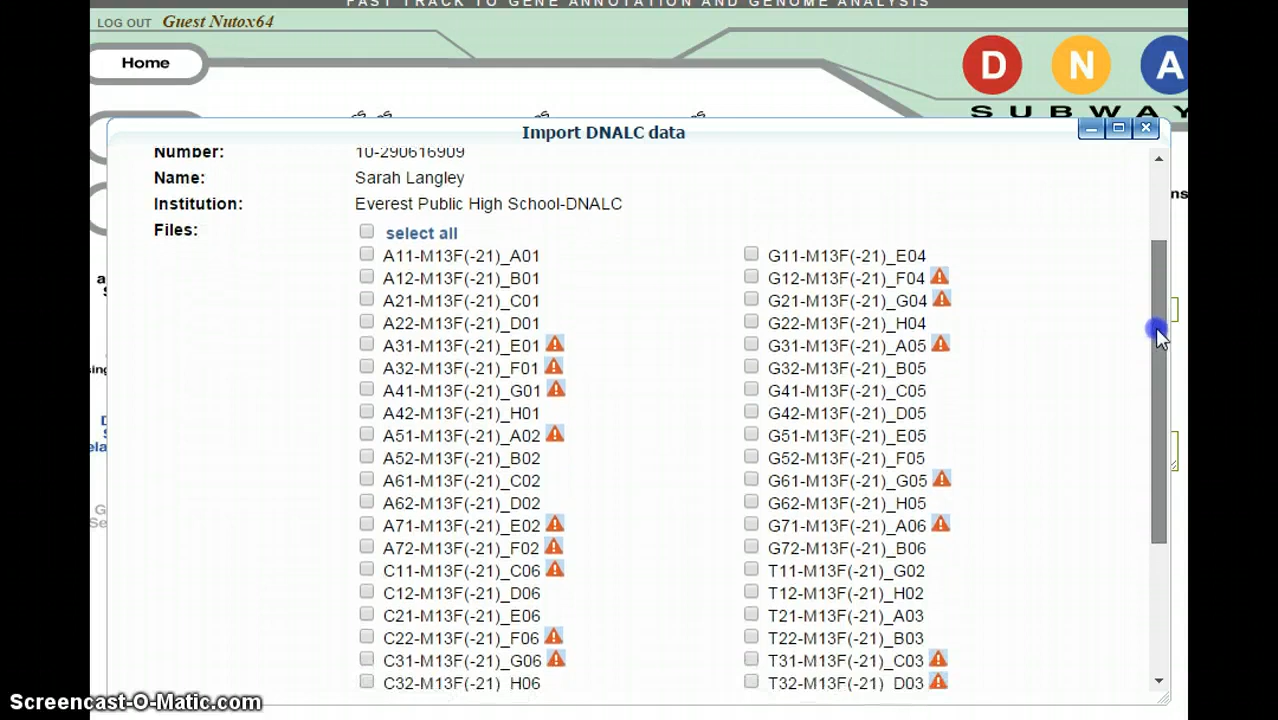 FAST TRACK TO GENE ANNOTATION AND GENOME ANALYSIS
LOG OUT Guest Nutox64
Home
D N A
SUBWAY
Import DNALC data
Number: 10-290616909
Name: Sarah Langley
Institution: Everest Public High School-DNALC
Files: select all
A11-M13F(-21)_A01 G11-M13F(-21)_E04
A12-M13F(-21)_B01 G12-M13F(-21)_F04
A21-M13F(-21)_C01 G21-M13F(-21)_G04
A22-M13F(-21)_D01 G22-M13F(-21)_H04
A31-M13F(-21)_E01 G31-M13F(-21)_A05
A32-M13F(-21)_F01 G32-M13F(-21)_B05
A41-M13F(-21)_G01 G41-M13F(-21)_C05
A42-M13F(-21)_H01 G42-M13F(-21)_D05
A51-M13F(-21)_A02 G51-M13F(-21)_E05
A52-M13F(-21)_B02 G52-M13F(-21)_F05
A61-M13F(-21)_C02 G61-M13F(-21)_G05
A62-M13F(-21)_D02 G62-M13F(-21)_H05
A71-M13F(-21)_E02 G71-M13F(-21)_A06
A72-M13F(-21)_F02 G72-M13F(-21)_B06
C11-M13F(-21)_C06 T11-M13F(-21)_G02
C12-M13F(-21)_D06 T12-M13F(-21)_H02
C21-M13F(-21)_E06 T21-M13F(-21)_A03
C22-M13F(-21)_F06 T22-M13F(-21)_B03
C31-M13F(-21)_G06 T31-M13F(-21)_C03
C32-M13F(-21)_H06 T32-M13F(-21)_D03
Screencast-O-Matic.com